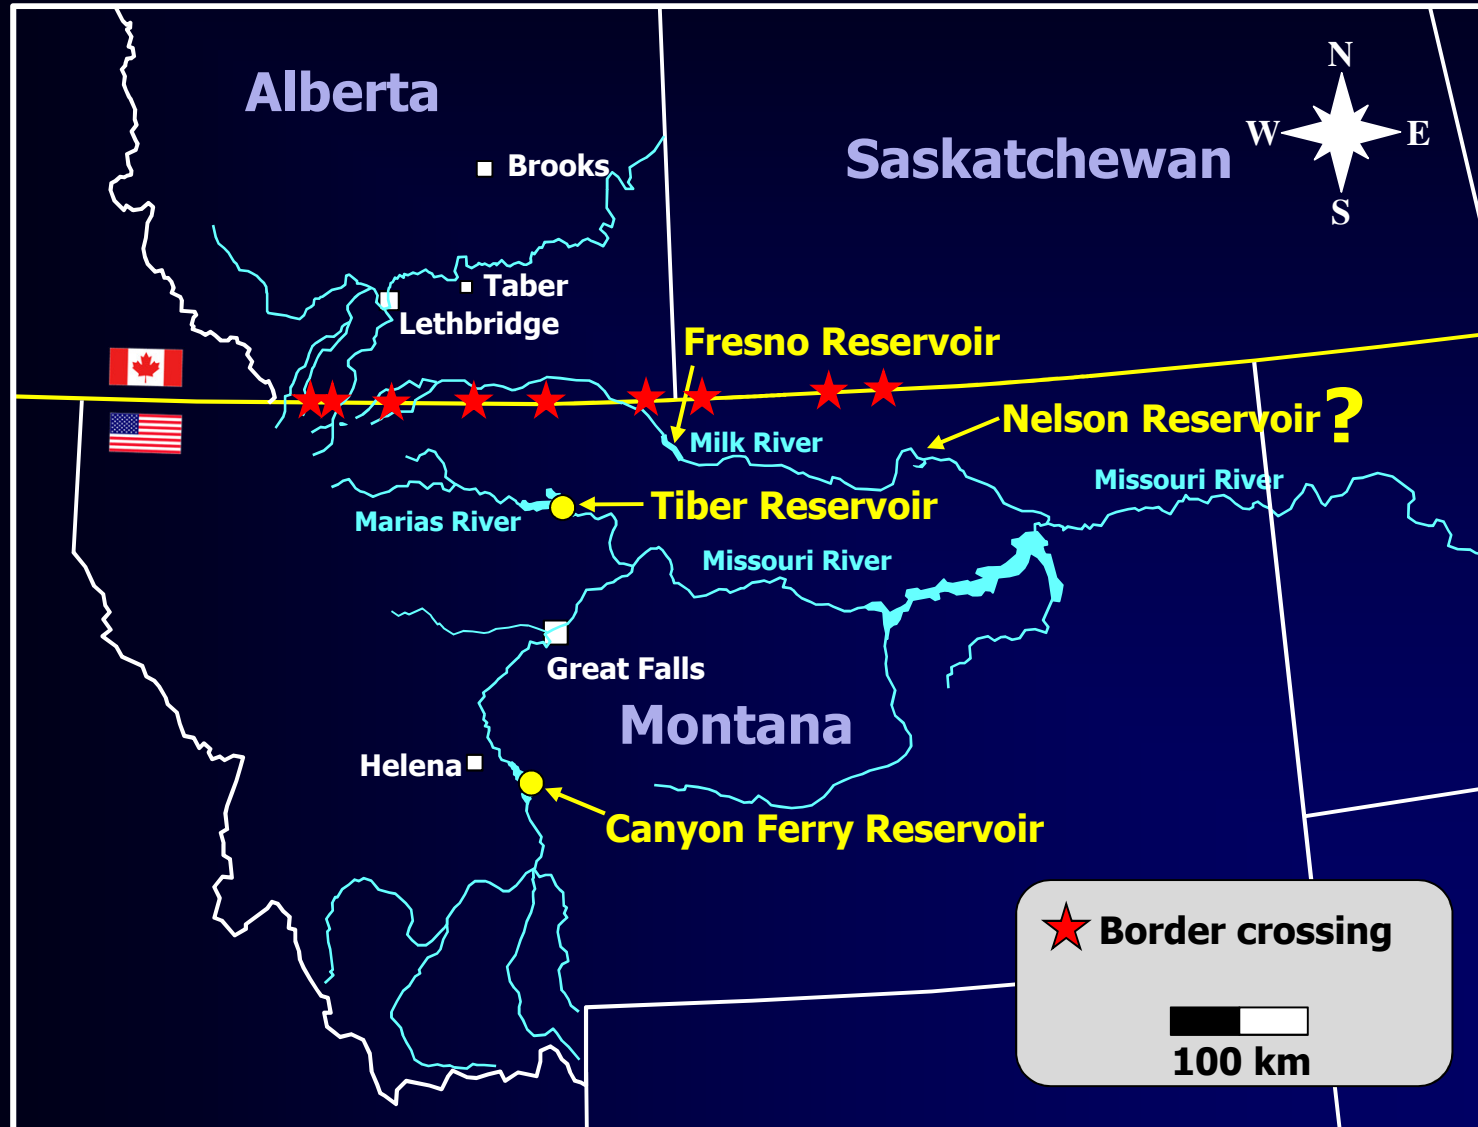 N
Alberta
W
E
Saskatchewan
Brooks
S
Taber
Lethbridge
Fresno Reservoir
Nelson Reservoir ?
Milk River
Missouri River
Tiber Reservoir
Marias River
Missouri River
Great Falls
Montana
Helena
Canyon Ferry Reservoir
Border crossing
100 km